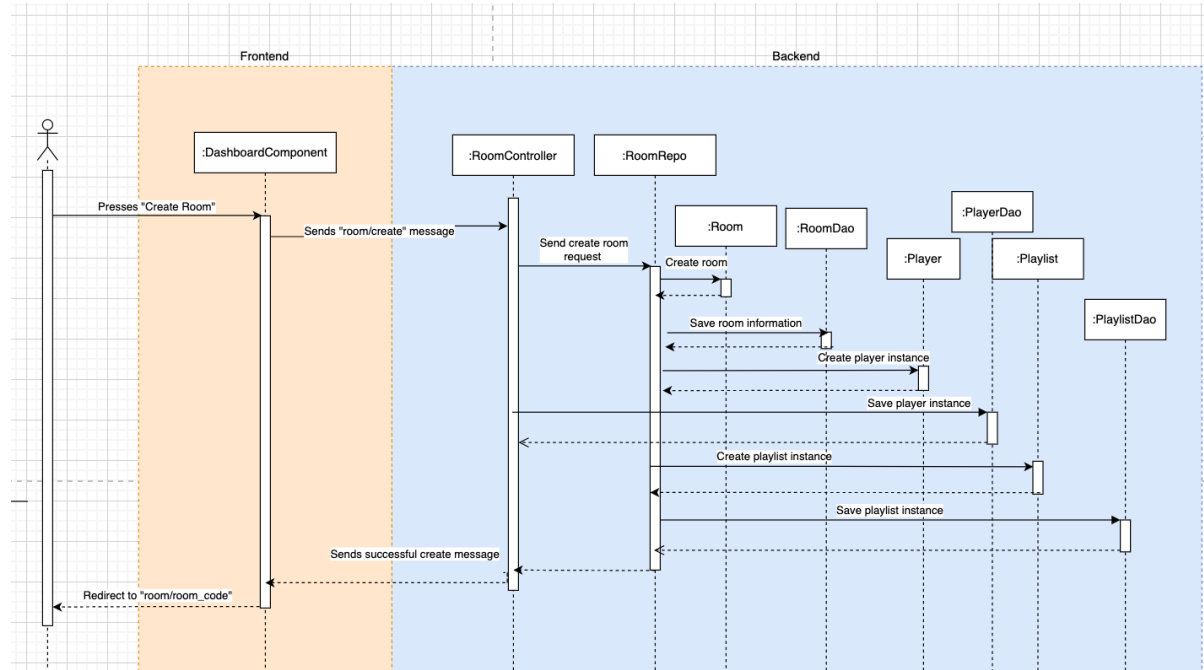 Frontend
Backend
:DashboardComponent
:RoomController
:RoomRepo
:PlayerDao
:Room
:RoomDao
:Player
:Playlist
:PlaylistDao
Presses "Create Room"
Sends "room/create" message
Send create room
request
Create room
Save room information
Create player instance
Save player instance
Create playlist instance
Save playlist instance
Sends successful create message
Redirect to "room/room_code"